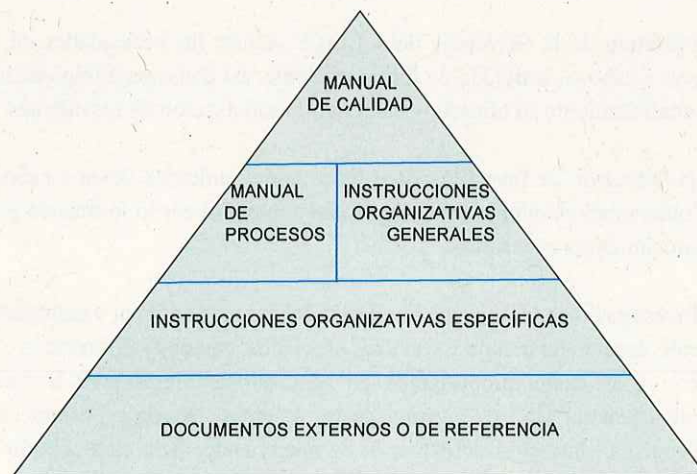 MANUAL
DE CALIDAD
MANUAL
DE
PROCESOS
INSTRUCCIONES
ORGANIZATIVAS
GENERALES
INSTRUCCIONES ORGANIZATIVAS ESPECÍFICAS
DOCUMENTOS EXTERNOS O DE REFERENCIA